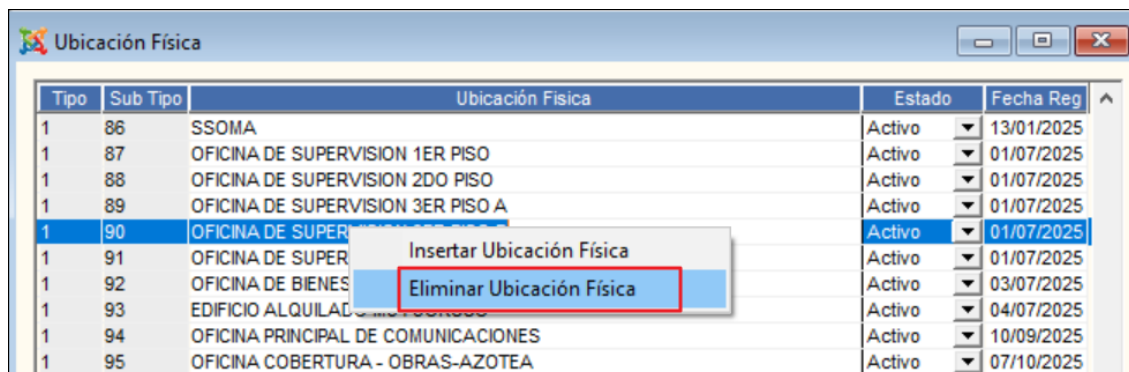 Ubicación Física
Tipo Sub Tipo Ubicación Fisica Estado Fecha Reg
1 86 SSOMA Activo 13/01/2025
1 87 OFICINA DE SUPERVISION 1ER PISO Activo 01/07/2025
1 88 OFICINA DE SUPERVISION 2DO PISO Activo 01/07/2025
1 89 OFICINA DE SUPERVISION 3ER PISO A Activo 01/07/2025
1 90 OFICINA DE SUPER Activo 01/07/2025
Insertar Ubicación Física
1 91 OFICINA DE SUPER Activo 01/07/2025
1 92 OFICINA DE BIENES Activo 03/07/2025
Eliminar Ubicación Física
1 93 EDIFICIO Activo 04/07/2025
1 94 OFICINA PRINCIPAL DE COMUNICACIONES Activo 10/09/2025
1 95 OFICINA COBERTURA - OBRAS-AZOTEA Activo 07/10/2025